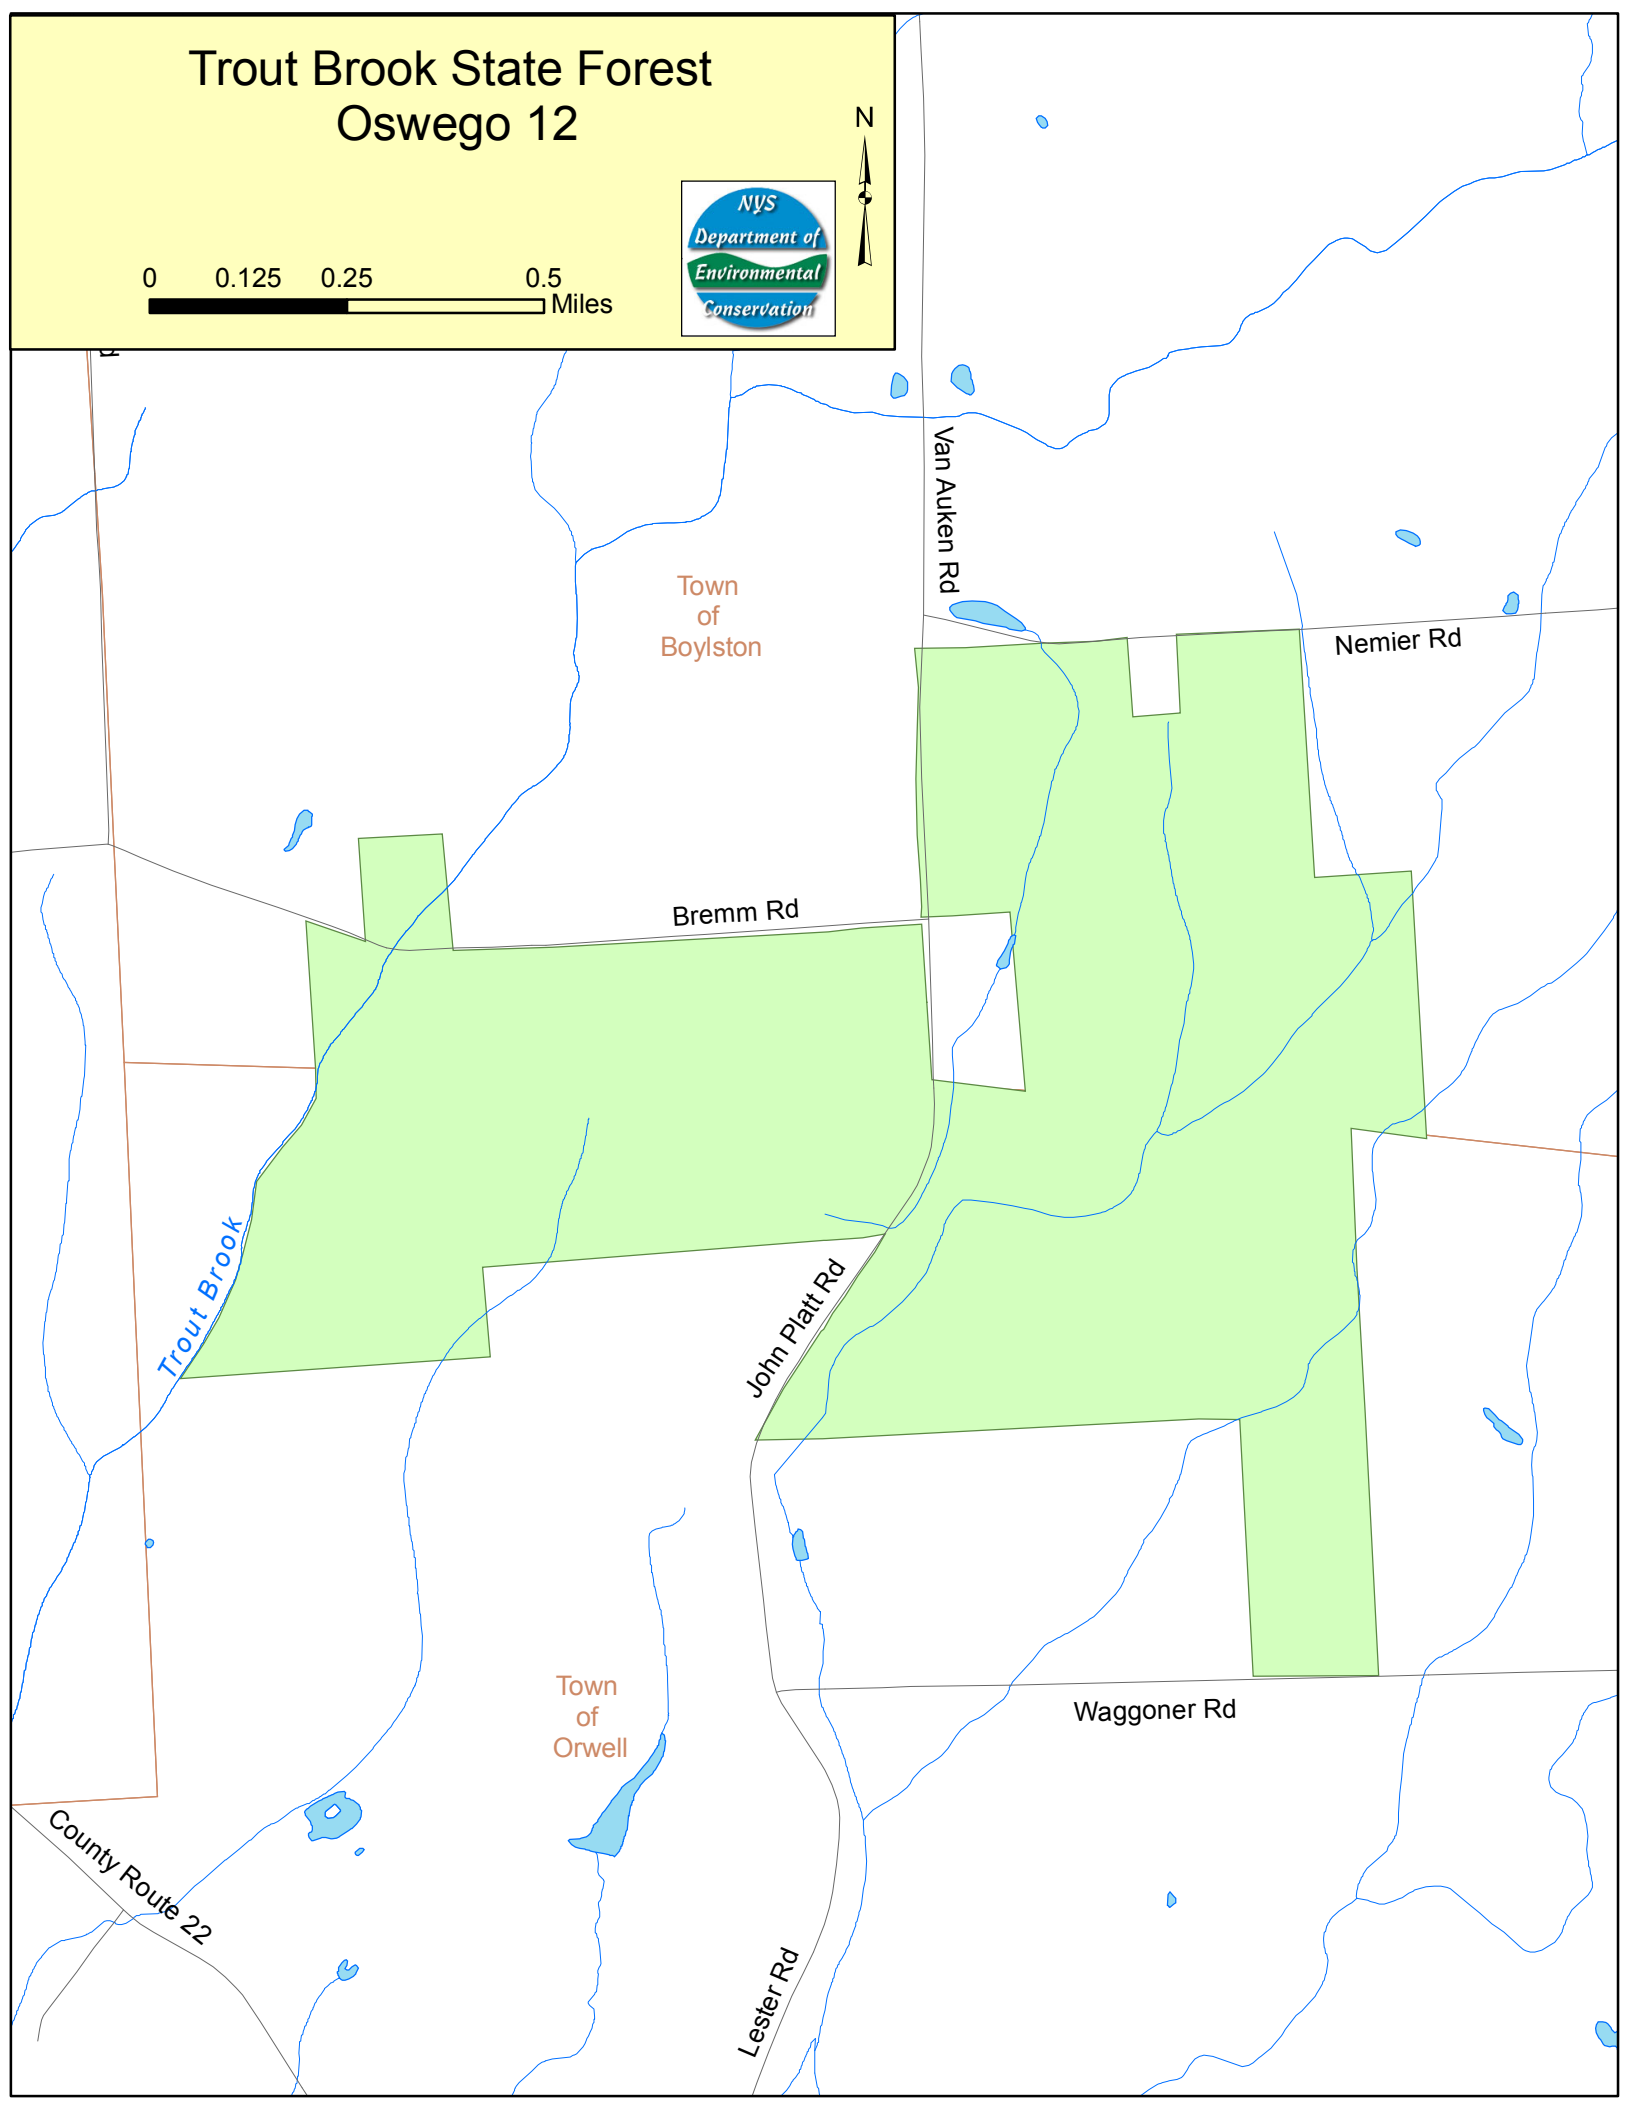 Trout Brook State Forest
Oswego 12
N
NYS
Department of
Environmental
Conservation
0 0.125 0.25 0.5
Miles
Van Auken Rd
Town
of
Boylston
Nemier Rd
Bremm Rd
Trout Brook
John Platt Rd
Town
of
Orwell
Waggoner Rd
County Route 22
Lester Rd